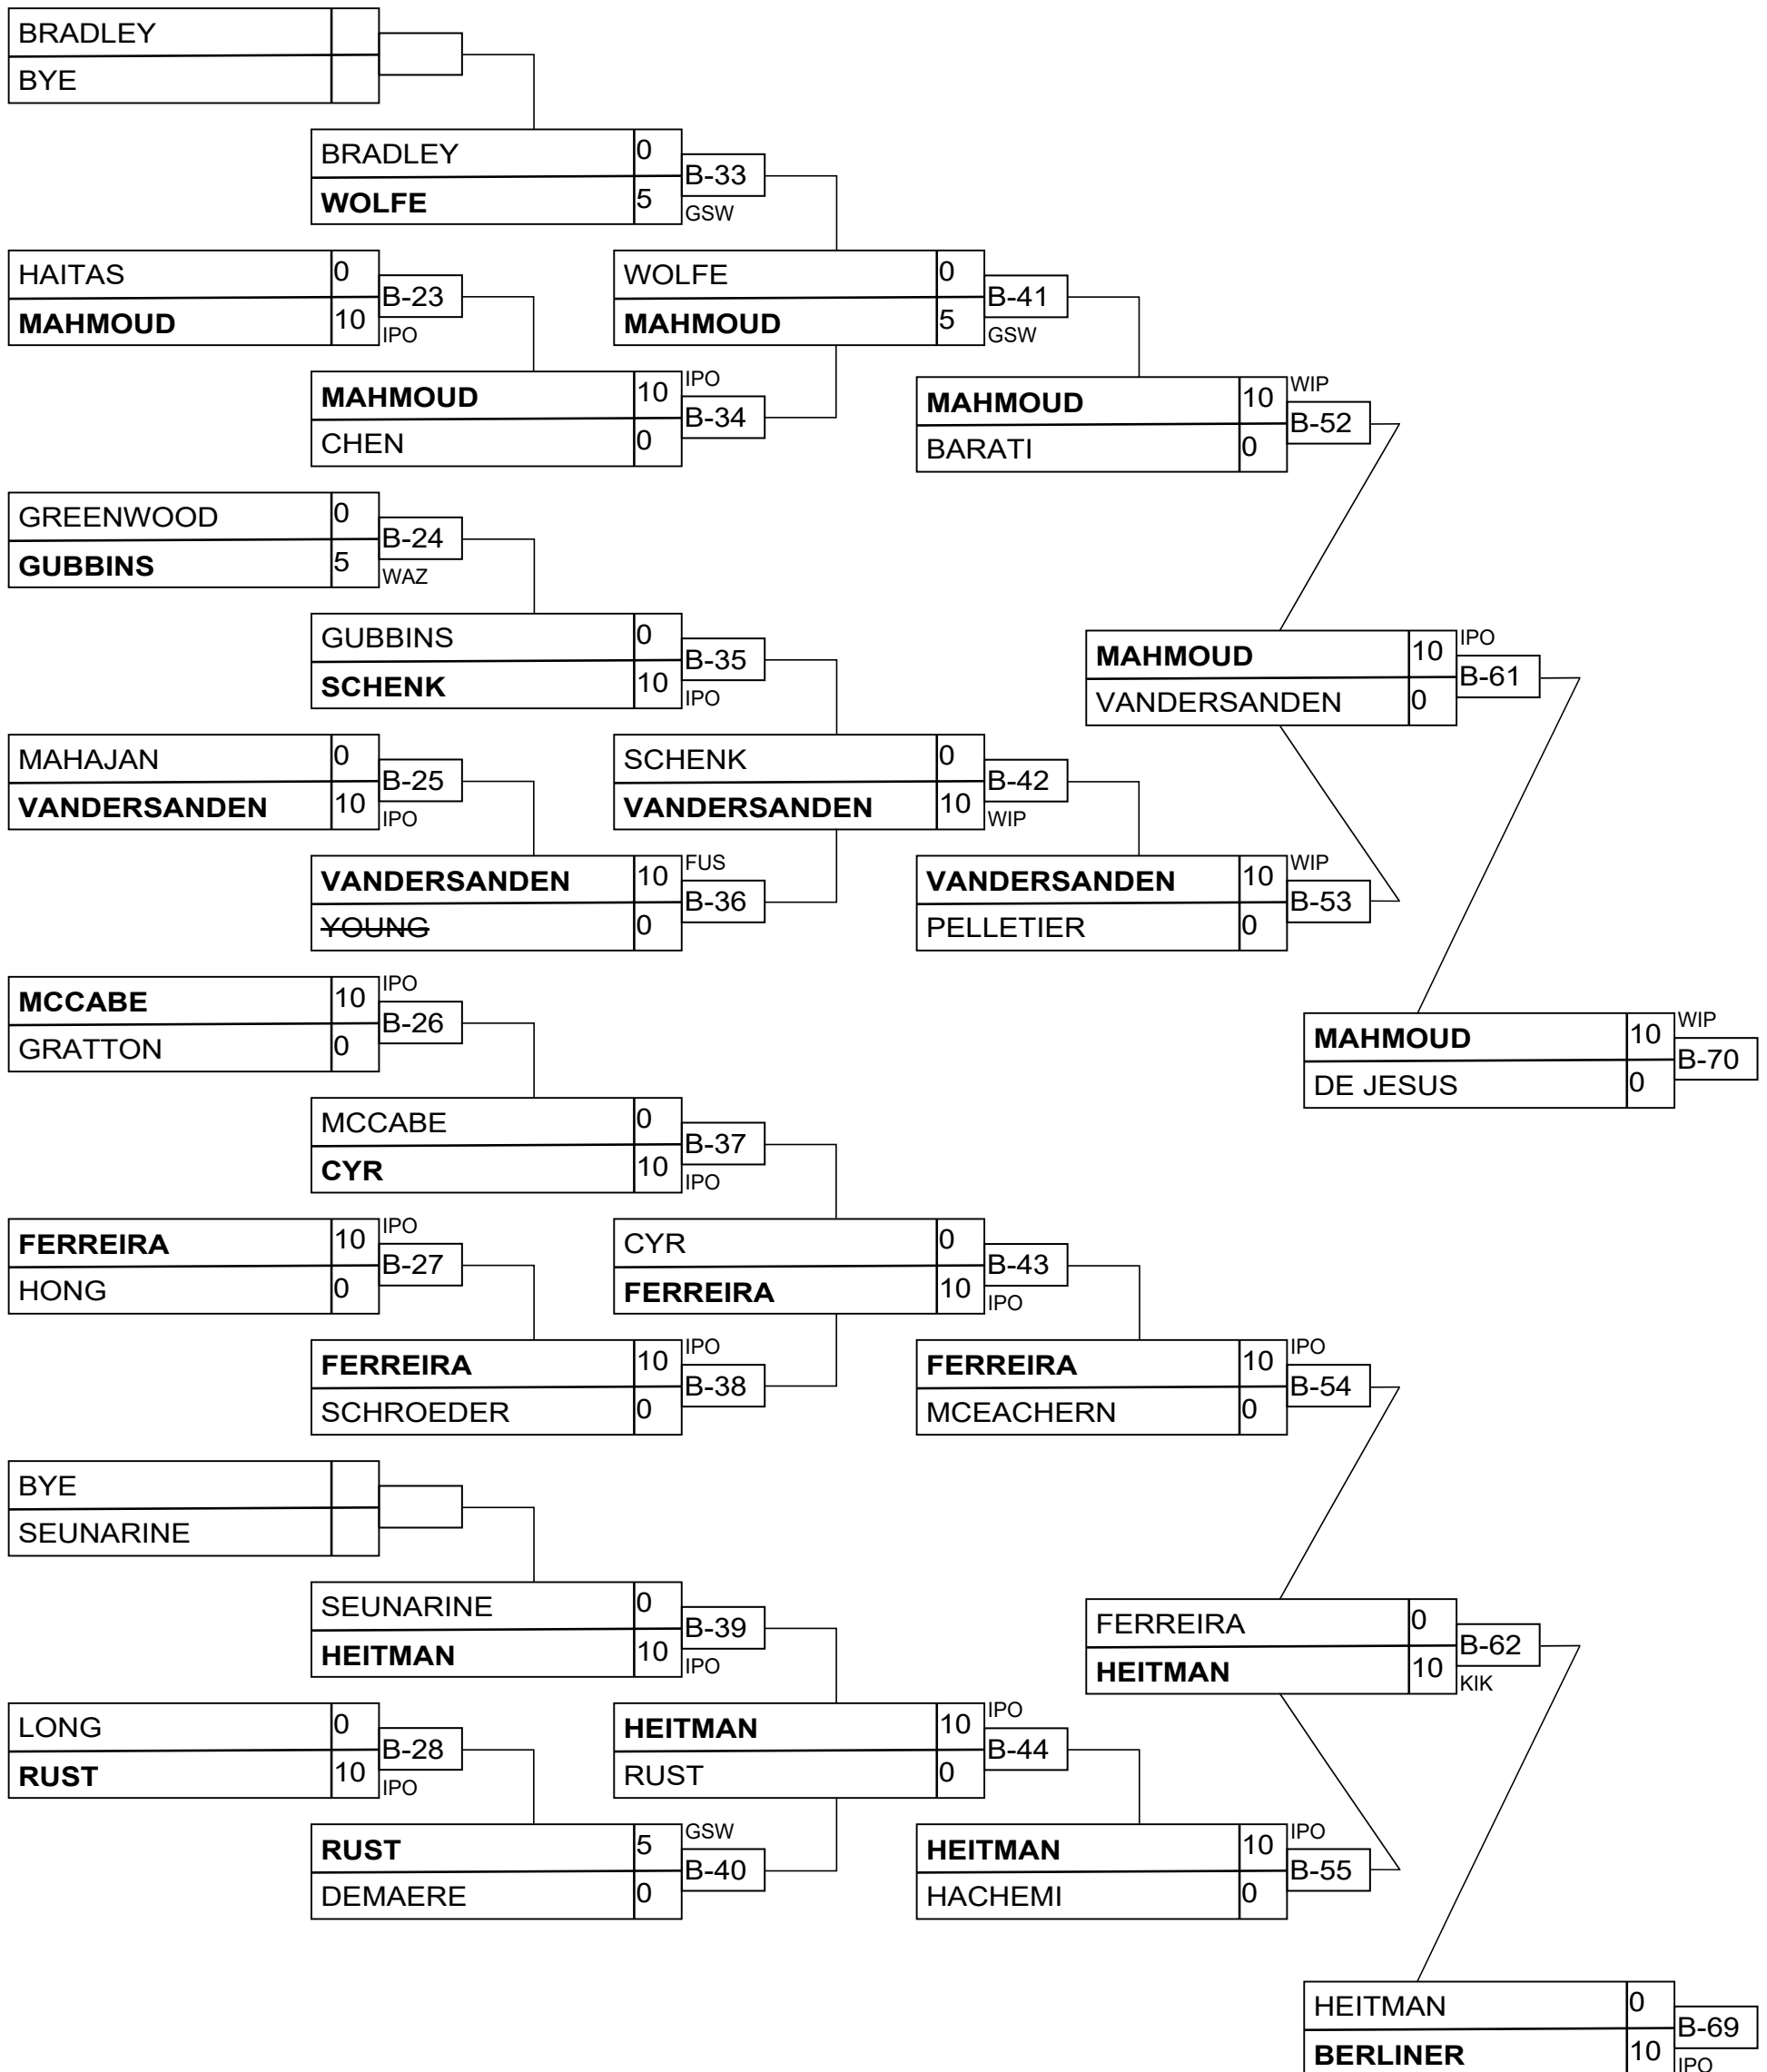 BRADLEY
BYE
BRADLEY 0
B-33
WOLFE 5
GSW
HAITAS 0
B-23
MAHMOUD 10
IPO
WOLFE 0
B-41
MAHMOUD 5
GSW
IPO
MAHMOUD 10
B-34
CHEN 0
WIP
MAHMOUD 10
B-52
BARATI 0
GREENWOOD 0
B-24
GUBBINS 5
WAZ
GUBBINS 0
B-35
SCHENK 10
IPO
IPO
MAHMOUD 10
B-61
VANDERSANDEN 0
MAHAJAN 0
B-25
VANDERSANDEN 10
IPO
SCHENK 0
B-42
VANDERSANDEN 10
WIP
FUS
VANDERSANDEN 10
B-36
YOUNG 0
WIP
VANDERSANDEN 10
B-53
PELLETIER 0
IPO
MCCABE 10
B-26
GRATTON 0
WIP
MAHMOUD 10
B-70
DE JESUS 0
MCCABE 0
B-37
CYR 10
IPO
IPO
FERREIRA 10
B-27
HONG 0
CYR 0
B-43
FERREIRA 10
IPO
IPO
FERREIRA 10
B-38
SCHROEDER 0
IPO
FERREIRA 10
B-54
MCEACHERN 0
BYE
SEUNARINE
SEUNARINE 0
B-39
HEITMAN 10
IPO
FERREIRA 0
B-62
HEITMAN 10
KIK
LONG 0
B-28
RUST 10
IPO
IPO
HEITMAN 10
B-44
RUST 0
GSW
RUST 5
B-40
DEMAERE 0
IPO
HEITMAN 10
B-55
HACHEMI 0
HEITMAN 0
B-69
BERLINER 10
IPO